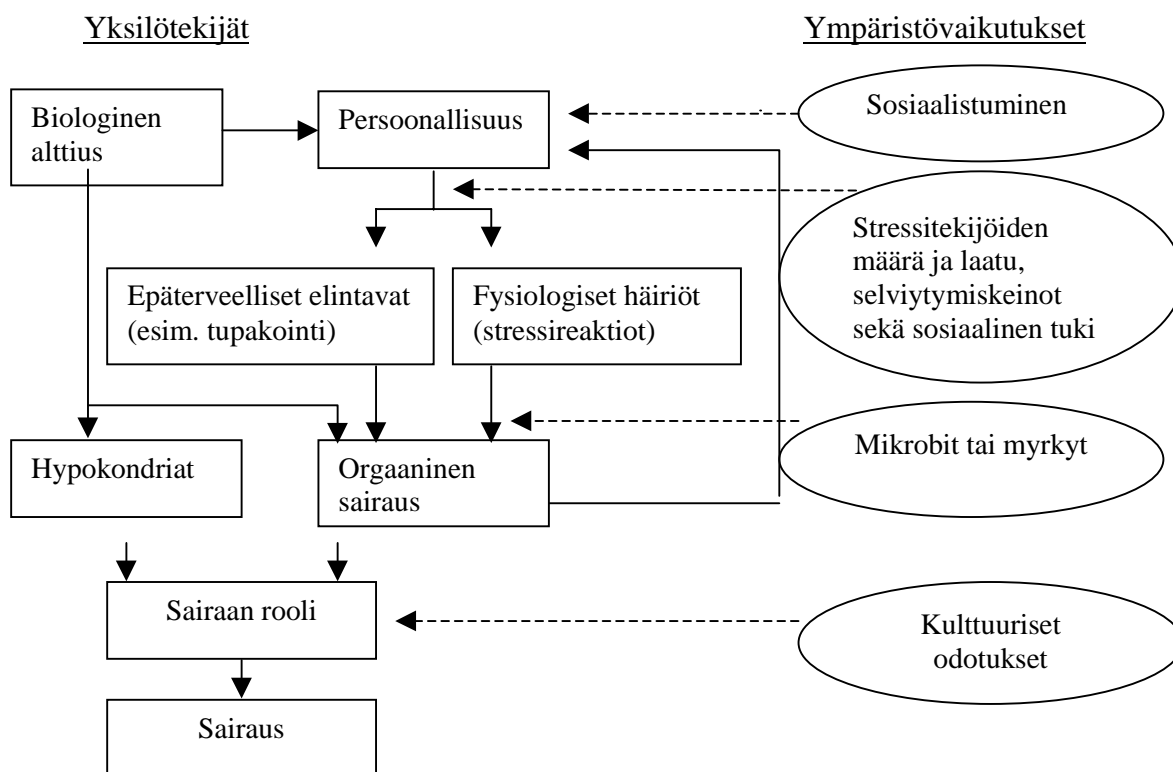 Yksilötekijät
Ympäristövaikutukset
Biologinen
alttius
Persoonallisuus
Sosiaalistuminen
Stressitekijöiden
määrä ja laatu,
selviytymiskeinot
sekä sosiaalinen tuki
Epäterveelliset elintavat
(esim. tupakointi)
Fysiologiset häiriöt
(stressireaktiot)
Hypokondriat
Orgaaninen
sairaus
Mikrobit tai myrkyt
Sairaan rooli
Kulttuuriset
odotukset
Sairaus